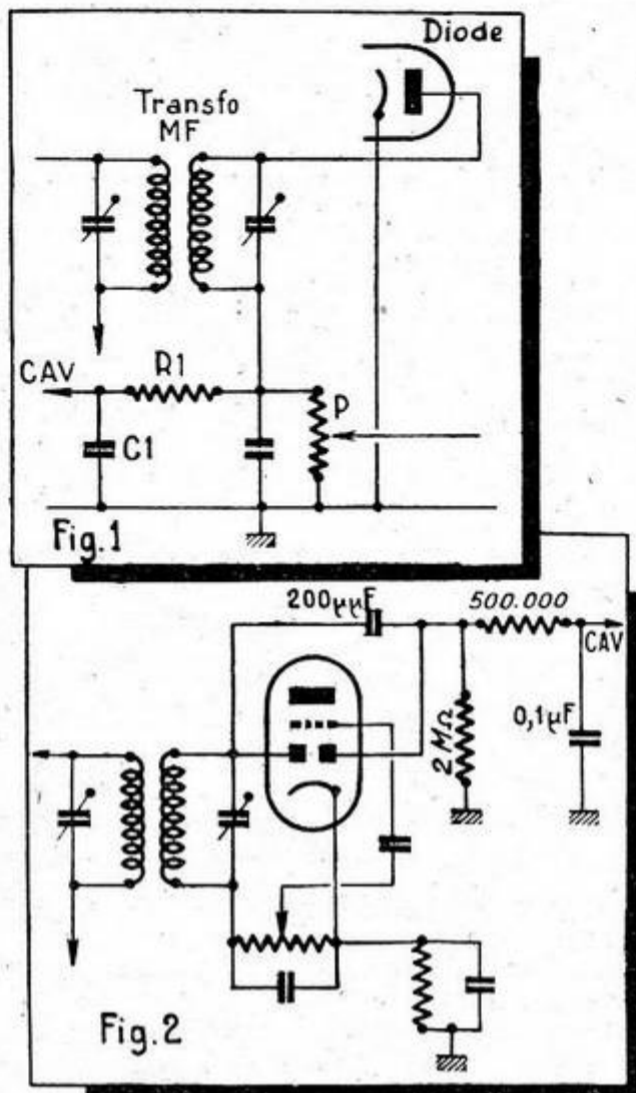 Diode
Transfo
MF
CAV
R1
P
C1
Fig.1
200µµF
500.000
CAV
2 MΩ
0,1µF
Fig.2